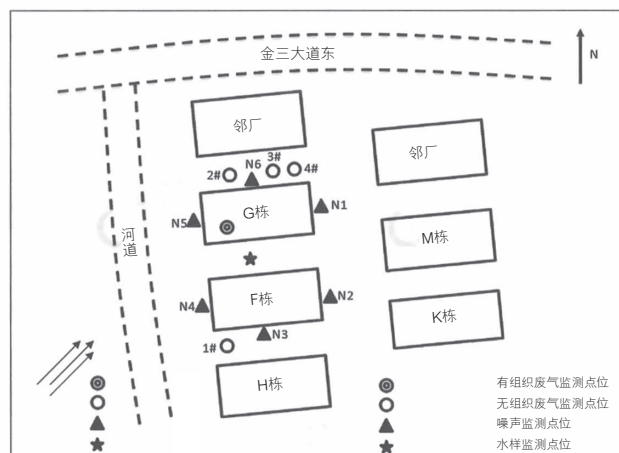 金三大道东
N
邻厂
邻厂
2#
N6
3#
4#
N1
G栋
N5
河道
M栋
F栋
N2
N4
K栋
N3
1#
H栋
有组织废气监测点位
无组织废气监测点位
噪声监测点位
水样监测点位